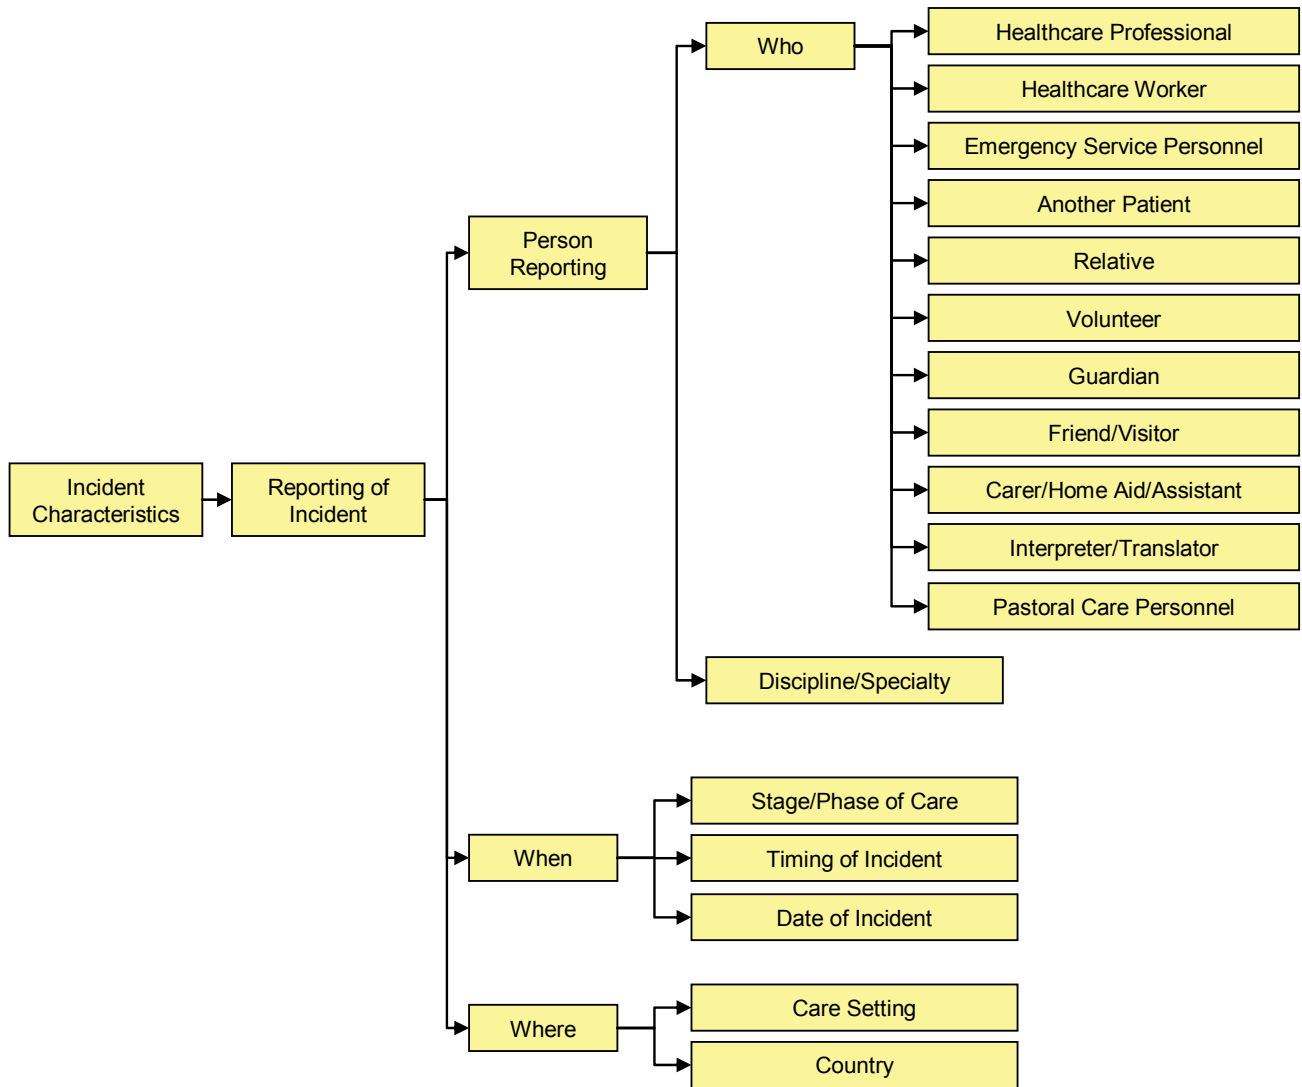 Incident
Characteristics
Reporting of
Incident
Person
Reporting
Who
Healthcare Professional
Healthcare Worker
Emergency Service Personnel
Another Patient
Relative
Volunteer
Guardian
Friend/Visitor
Carer/Home Aid/Assistant
Interpreter/Translator
Pastoral Care Personnel
Discipline/Specialty
When
Stage/Phase of Care
Timing of Incident
Date of Incident
Where
Care Setting
Country